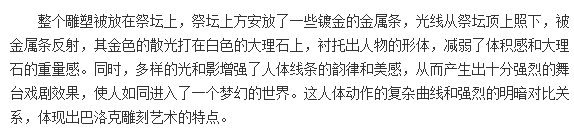 整个雕塑被放在祭坛上，祭坛上方安放了一些镀金的金属条，光线从祭坛顶上照下，被
金属条反射，其金色的散光打在白色的大理石上，衬托出人物的形体，减弱了体积感和大理
石的重量感。同时，多样的光和影增强了人体线条的韵律和美感，从而产生出十分强烈的舞
台戏剧效果，使人如同进入了一个梦幻的世界。这人体动作的复杂曲线和强烈的明暗对比关
系，体现出巴洛克雕刻艺术的特点。